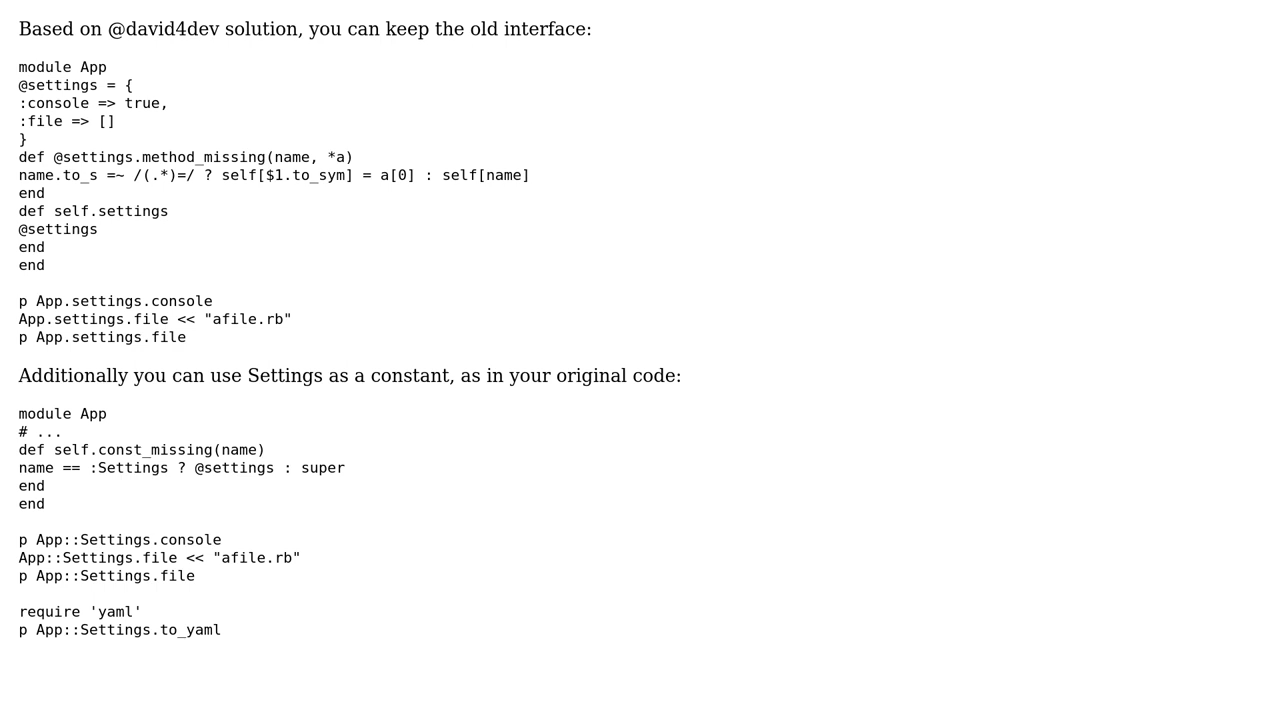 Based on @david4dev solution, you can keep the old interface:
module App
@settings = {
:console => true,
:file => []
}
def @settings.method_missing(name, *a)
name.to_s =~ /(.*)=/ ? self[$1.to_sym] = a[0] : self[name]
end
def self.settings
@settings
end
end
p App.settings.console
App.settings.file << "afile.rb"
p App.settings.file
Additionally you can use Settings as a constant, as in your original code:
module App
# ...
def self.const_missing(name)
name == :Settings ? @settings : super
end
end
p App::Settings.console
App::Settings.file << "afile.rb"
p App::Settings.file
require 'yaml'
p App::Settings.to_yaml